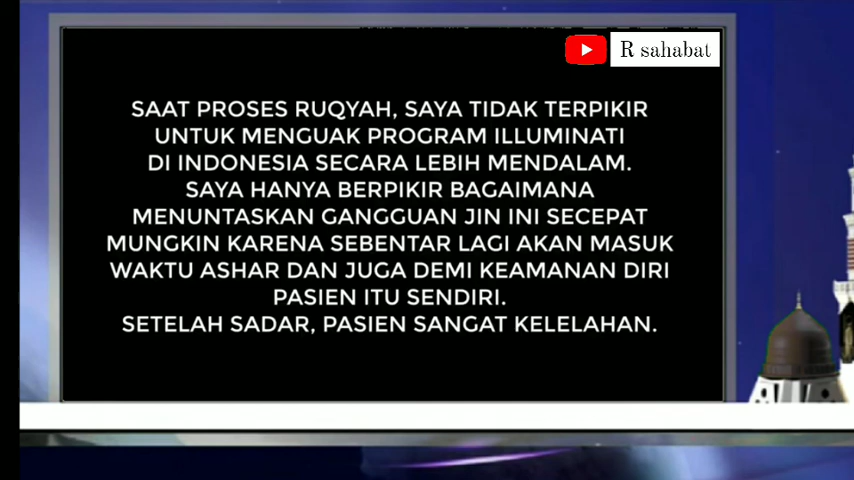 R sahabat
SAAT PROSES RUQYAH, SAYA TIDAK TERPIKIR
UNTUK MENGUAK PROGRAM ILLUMINATI
DI INDONESIA SECARA LEBIH MENDALAM.
SAYA HANYA BERPIKIR BAGAIMANA
MENUNTASKAN GANGGUAN JIN INI SECEPAT
MUNGKIN KARENA SEBENTAR LAGI AKAN MASUK
WAKTU ASHAR DAN JUGA DEMI KEAMANAN DIRI
PASIEN ITU SENDIRI.
SETELAH SADAR, PASIEN SANGAT KELELAHAN.